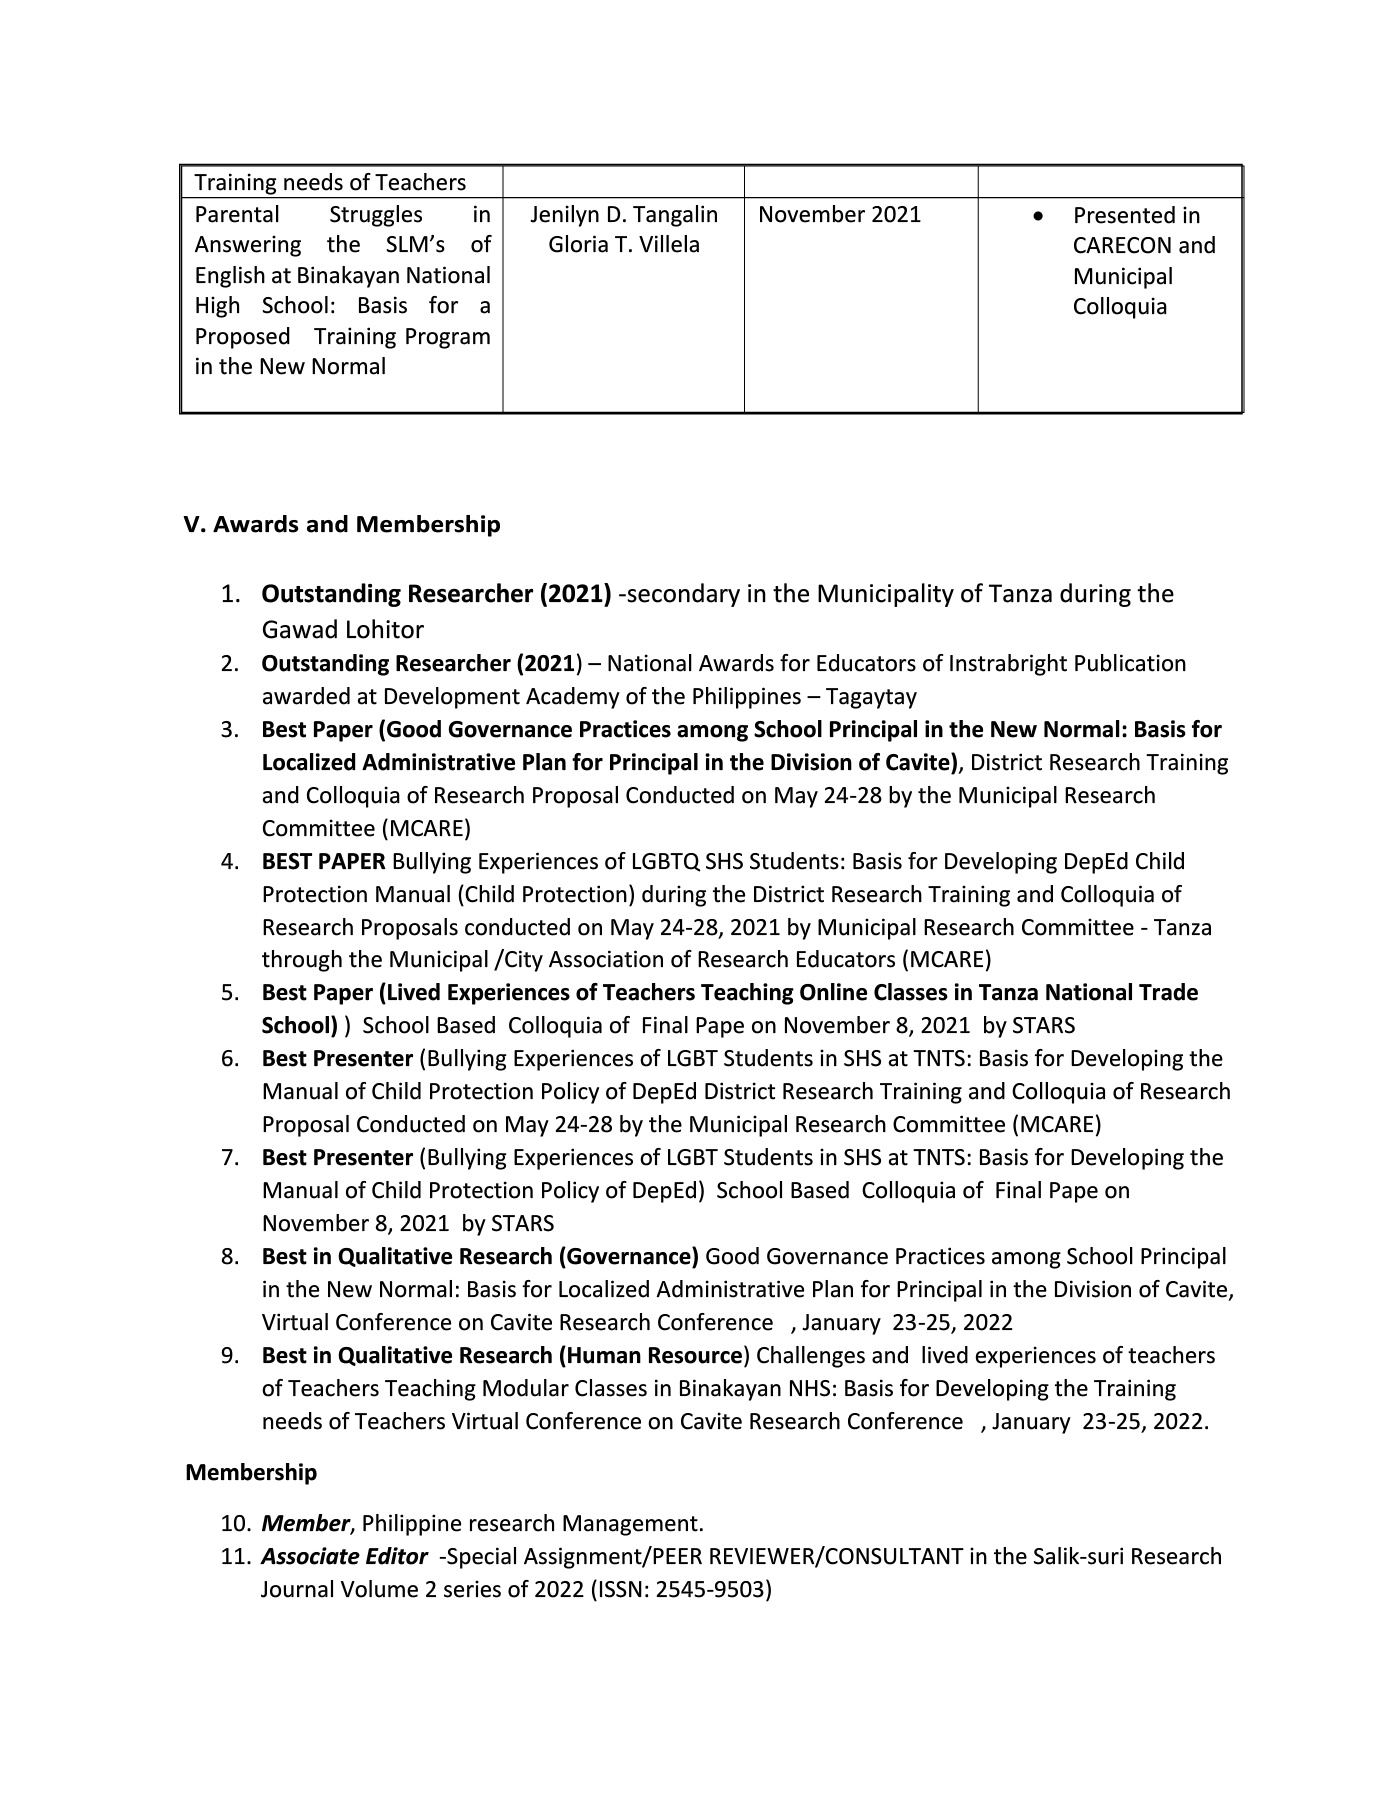 Training needs of Teachers
Parental Struggles in
Answering the SLM’s of
English at Binakayan National
High School: Basis for a
Proposed Training Program
in the New Normal
Jenilyn D. Tangalin
Gloria T. Villela
November 2021
• Presented in
CARECON and
Municipal
Colloquia
V. Awards and Membership
1. Outstanding Researcher (2021) -secondary in the Municipality of Tanza during the
Gawad Lohitor
2. Outstanding Researcher (2021) – National Awards for Educators of Instrabright Publication
awarded at Development Academy of the Philippines – Tagaytay
3. Best Paper (Good Governance Practices among School Principal in the New Normal: Basis for
Localized Administrative Plan for Principal in the Division of Cavite), District Research Training
and Colloquia of Research Proposal Conducted on May 24-28 by the Municipal Research
Committee (MCARE)
4. BEST PAPER Bullying Experiences of LGBTQ SHS Students: Basis for Developing DepEd Child
Protection Manual (Child Protection) during the District Research Training and Colloquia of
Research Proposals conducted on May 24-28, 2021 by Municipal Research Committee - Tanza
through the Municipal /City Association of Research Educators (MCARE)
5. Best Paper (Lived Experiences of Teachers Teaching Online Classes in Tanza National Trade
School) ) School Based Colloquia of Final Pape on November 8, 2021 by STARS
6. Best Presenter (Bullying Experiences of LGBT Students in SHS at TNTS: Basis for Developing the
Manual of Child Protection Policy of DepEd District Research Training and Colloquia of Research
Proposal Conducted on May 24-28 by the Municipal Research Committee (MCARE)
7. Best Presenter (Bullying Experiences of LGBT Students in SHS at TNTS: Basis for Developing the
Manual of Child Protection Policy of DepEd) School Based Colloquia of Final Pape on
November 8, 2021 by STARS
8. Best in Qualitative Research (Governance) Good Governance Practices among School Principal
in the New Normal: Basis for Localized Administrative Plan for Principal in the Division of Cavite,
Virtual Conference on Cavite Research Conference , January 23-25, 2022
9. Best in Qualitative Research (Human Resource) Challenges and lived experiences of teachers
of Teachers Teaching Modular Classes in Binakayan NHS: Basis for Developing the Training
needs of Teachers Virtual Conference on Cavite Research Conference , January 23-25, 2022.
Membership
10. Member, Philippine research Management.
11. Associate Editor -Special Assignment/PEER REVIEWER/CONSULTANT in the Salik-suri Research
Journal Volume 2 series of 2022 (ISSN: 2545-9503)